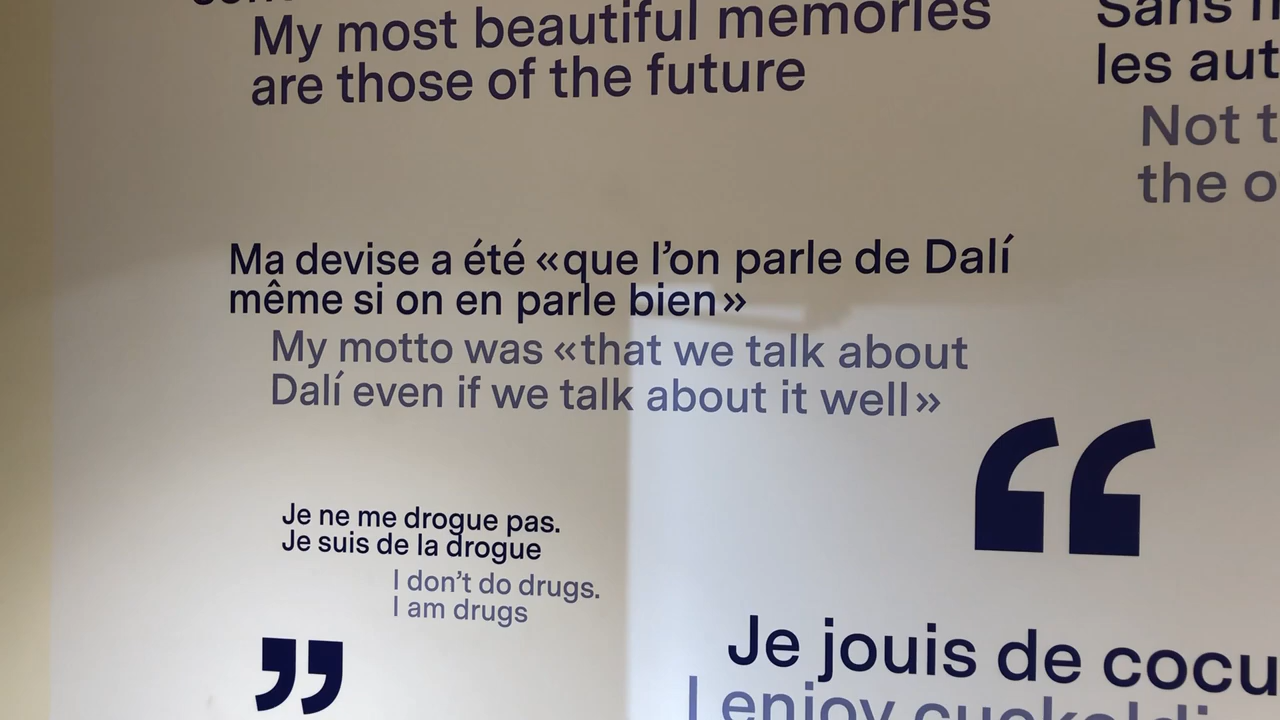 My most beautiful memories
are those of the future
Sans
les
Not
the
Ma devise a été «que l’on parle de Dalí
même si on en parle bien»
My motto was «that we talk about
Dalí even if we talk about it well»
“
Je ne me drogue pas.
Je suis de la drogue
I don’t do drugs.
I am drugs
”
Je jouis de
I enjoy